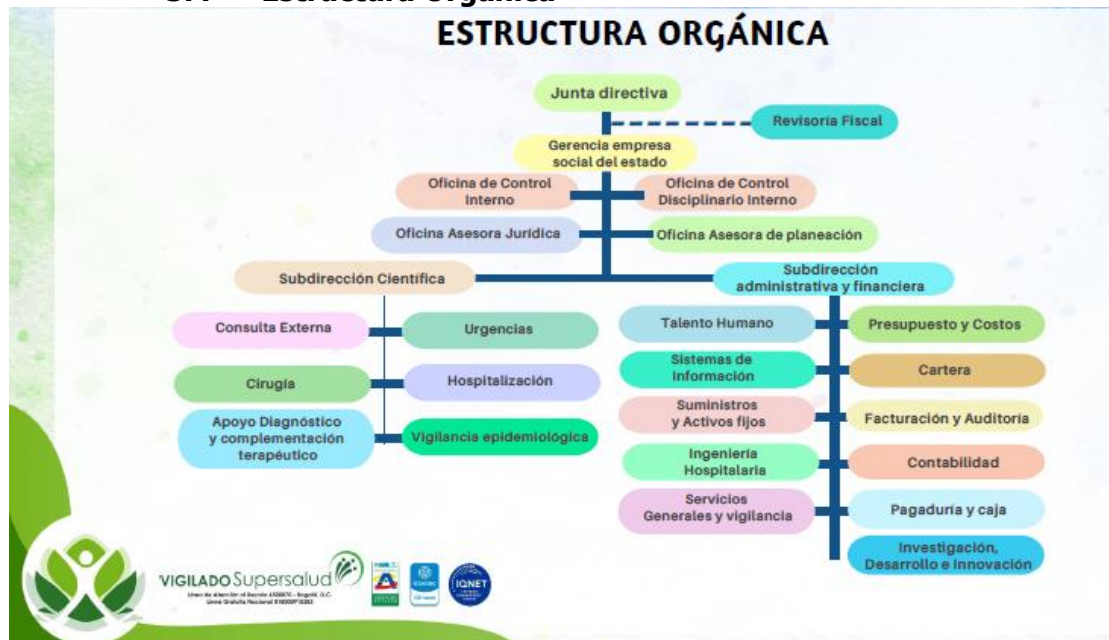 Estructura Orgánica
ESTRUCTURA ORGÁNICA
Junta directiva
Revisoría Fiscal
Gerencia empresa
social del estado
Oficina de Control
Interno
Oficina de Control
Disciplinario Interno
Oficina Asesora Jurídica
Oficina Asesora de planeación
Subdirección Científica
Subdirección
administrativa y financiera
Consulta Externa
Urgencias
Cirugía
Hospitalización
Apoyo Diagnóstico
y complementación
terapéutico
Vigilancia epidemiológica
Talento Humano
Presupuesto y Costos
Sistemas de
Información
Cartera
Suministros
y Activos fijos
Facturación y Auditoría
Ingeniería
Hospitalaria
Contabilidad
Servicios
Generales y vigilancia
Pagaduría y caja
Investigación,
Desarrollo e Innovación
VIGILADO Supersalud
IQNET